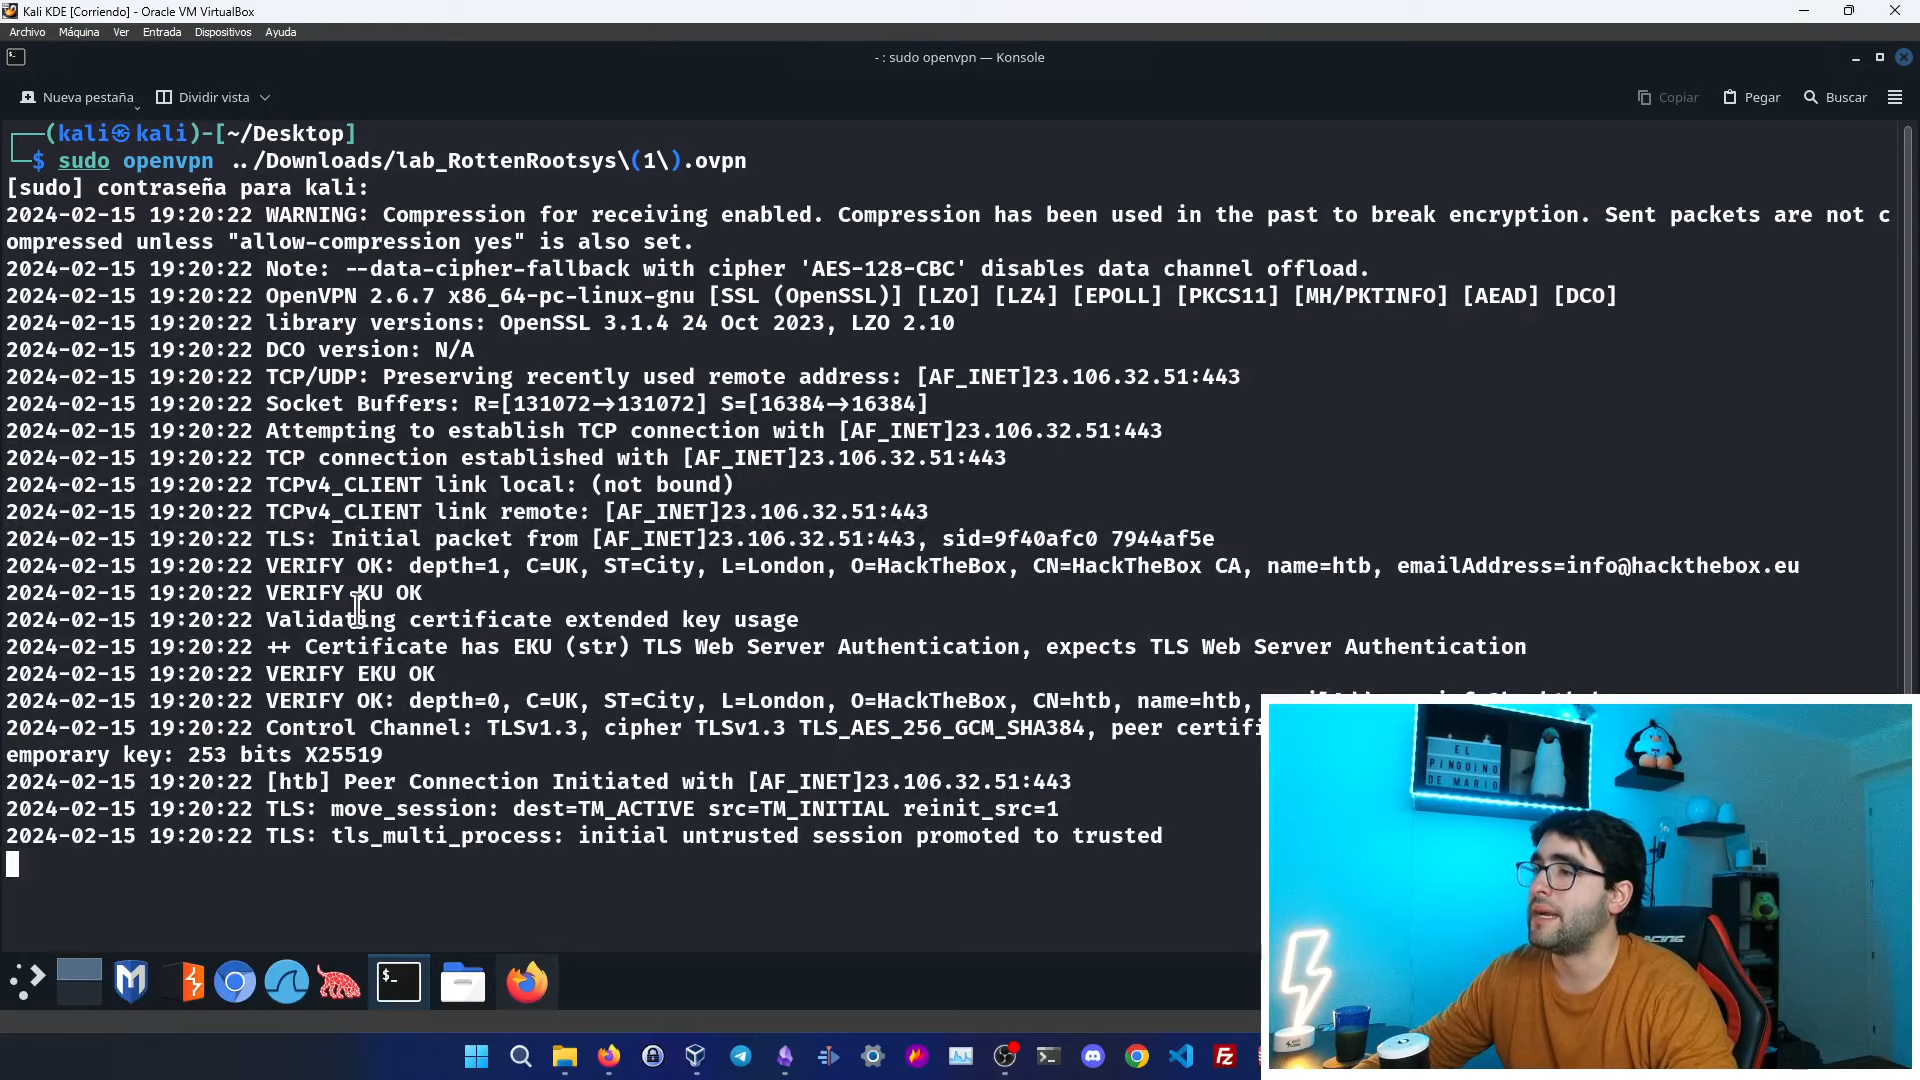 Kali KDE [Corriendo] - Oracle VM VirtualBox
Archivo Máquina Ver Entrada Dispositivos Ayuda
- : sudo openvpn — Konsole
Nueva pestaña Dividir vista Copiar Pegar Buscar
┌──(kali㉿kali)-[~/Desktop]
└─$ sudo openvpn ../Downloads/lab_RottenRootsys\(1\).ovpn
[sudo] contraseña para kali:
2024-02-15 19:20:22 WARNING: Compression for receiving enabled. Compression has been used in the past to break encryption. Sent packets are not c
ompressed unless "allow-compression yes" is also set.
2024-02-15 19:20:22 Note: --data-cipher-fallback with cipher 'AES-128-CBC' disables data channel offload.
2024-02-15 19:20:22 OpenVPN 2.6.7 x86_64-pc-linux-gnu [SSL (OpenSSL)] [LZO] [LZ4] [EPOLL] [PKCS11] [MH/PKTINFO] [AEAD] [DCO]
2024-02-15 19:20:22 library versions: OpenSSL 3.1.4 24 Oct 2023, LZO 2.10
2024-02-15 19:20:22 DCO version: N/A
2024-02-15 19:20:22 TCP/UDP: Preserving recently used remote address: [AF_INET]23.106.32.51:443
2024-02-15 19:20:22 Socket Buffers: R=[131072->131072] S=[16384->16384]
2024-02-15 19:20:22 Attempting to establish TCP connection with [AF_INET]23.106.32.51:443
2024-02-15 19:20:22 TCP connection established with [AF_INET]23.106.32.51:443
2024-02-15 19:20:22 TCPv4_CLIENT link local: (not bound)
2024-02-15 19:20:22 TCPv4_CLIENT link remote: [AF_INET]23.106.32.51:443
2024-02-15 19:20:22 TLS: Initial packet from [AF_INET]23.106.32.51:443, sid=9f40afc0 7944af5e
2024-02-15 19:20:22 VERIFY OK: depth=1, C=UK, ST=City, L=London, O=HackTheBox, CN=HackTheBox CA, name=htb, emailAddress=info@hackthebox.eu
2024-02-15 19:20:22 VERIFY KU OK
2024-02-15 19:20:22 Validating certificate extended key usage
2024-02-15 19:20:22 ++ Certificate has EKU (str) TLS Web Server Authentication, expects TLS Web Server Authentication
2024-02-15 19:20:22 VERIFY EKU OK
2024-02-15 19:20:22 VERIFY OK: depth=0, C=UK, ST=City, L=London, O=HackTheBox, CN=htb, name=htb,
2024-02-15 19:20:22 Control Channel: TLSv1.3, cipher TLSv1.3 TLS_AES_256_GCM_SHA384, peer certifi
emporary key: 253 bits X25519
2024-02-15 19:20:22 [htb] Peer Connection Initiated with [AF_INET]23.106.32.51:443
2024-02-15 19:20:22 TLS: move_session: dest=TM_ACTIVE src=TM_INITIAL reinit_src=1
2024-02-15 19:20:22 TLS: tls_multi_process: initial untrusted session promoted to trusted
EL
PINGUINO
DE MARIO